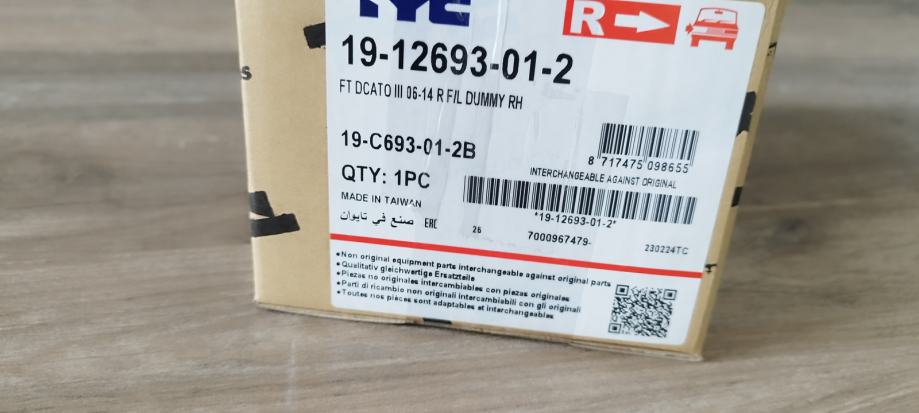 TYC
R
19-12693-01-2
FT DCATO III 06-14 R F/L DUMMY RH
19-C693-01-2B
8 717475 098655
INTERCHANGEABLE AGAINST ORIGINAL
QTY: 1PC
MADE IN TAIWAN
*19-12693-01-2*
صنع في تايوان EAC 26 7000967479- 230224TC
•Non original equipment parts interchangeable against original parts
•Qualitativ gleichwertige Ersatzteile
•Piezas no originales intercambiables con piezas originales
•Parti di ricambio non originali intercambiabili con gli originali
•Toutes nos pièces sont adaptables et interchangeables